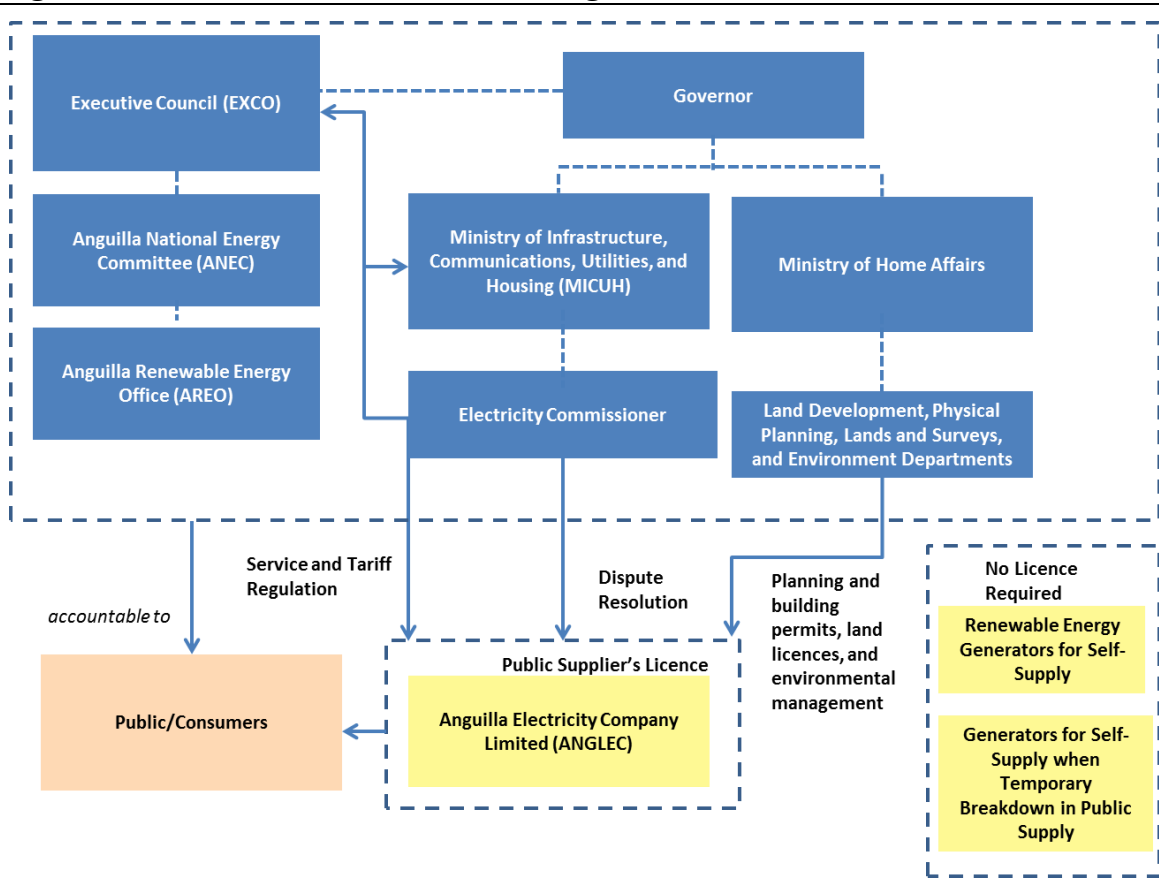 Executive Council (EXCO)
Governor
Anguilla National Energy
Committee (ANEC)
Ministry of Infrastructure,
Communications, Utilities, and
Housing (MICUH)
Ministry of Home Affairs
Anguilla Renewable Energy
Office (AREO)
Electricity Commissioner
Land Development, Physical
Planning, Lands and Surveys,
and Environment Departments
Service and Tariff
Regulation
Dispute
Resolution
Planning and
building
permits, land
licences, and
environmental
management
No Licence
Required
accountable to
Renewable Energy
Generators for Self-
Supply
Public Supplier's Licence
Public/Consumers
Anguilla Electricity Company
Limited (ANGLEC)
Generators for Self-
Supply when
Temporary
Breakdown in Public
Supply